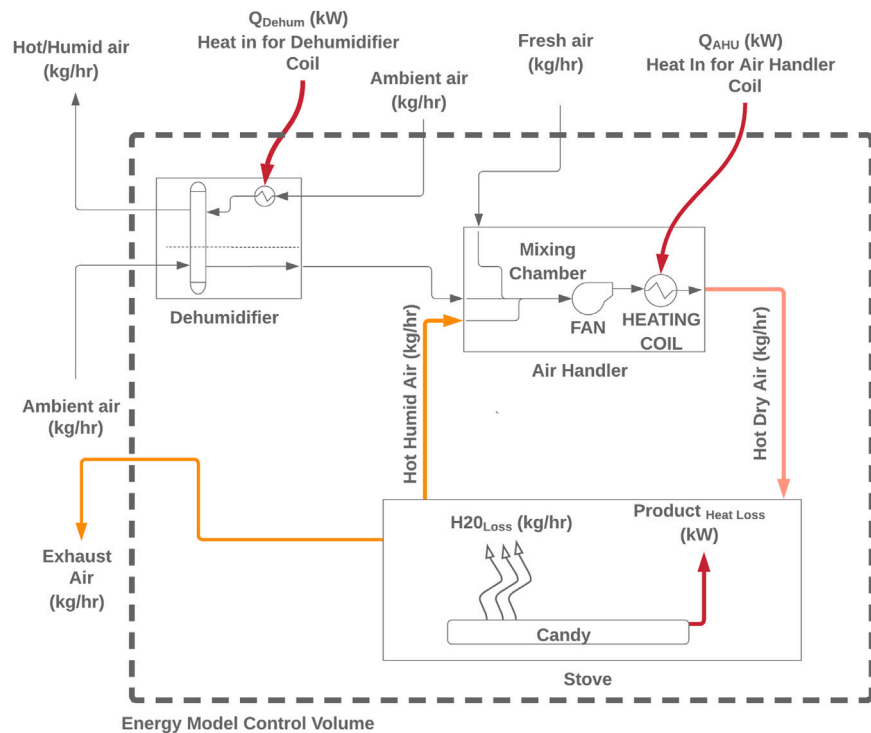 Q Dehum (kW)
Heat in for Dehumidifier
Coil
Hot/Humid air
(kg/hr)
Ambient air
(kg/hr)
Fresh air
(kg/hr)
Q AHU (kW)
Heat In for Air Handler
Coil
Mixing
Chamber
FAN
HEATING
COIL
Dehumidifier
Air Handler
Ambient air
(kg/hr)
Hot Humid Air (kg/hr)
Hot Dry Air (kg/hr)
Exhaust
Air
(kg/hr)
H20Loss (kg/hr)
Product Heat Loss
(kW)
Candy
Stove
Energy Model Control Volume